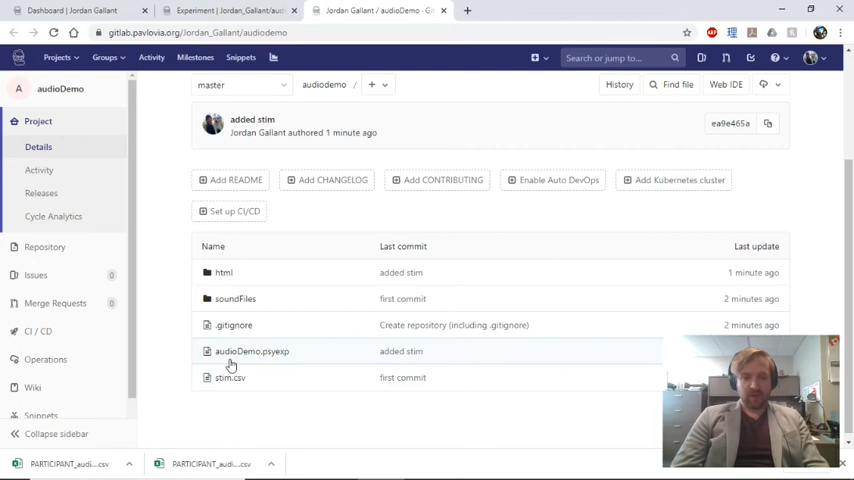 Dashboard | Jordan Gallant
Experiment | Jordan_Gallant/audi
Jordan Gallant / audioDemo · Git
gitlab.pavlovia.org/Jordan_Gallant/audiodemo
Projects Groups Activity Milestones Snippets Search or jump to...
A audioDemo
Project
Details
Activity
Releases
Cycle Analytics
Repository
Issues 0
Merge Requests 0
CI / CD
Operations
Wiki
Snippets
Collapse sidebar
master audiodemo / + History Find file Web IDE
added stim
Jordan Gallant authored 1 minute ago
ea9e465a
Add README Add CHANGELOG Add CONTRIBUTING Enable Auto DevOps Add Kubernetes cluster
Set up CI/CD
Name Last commit Last update
html added stim 1 minute ago
soundFiles first commit 2 minutes ago
.gitignore Create repository (including .gitignore) 2 minutes ago
audioDemo.psyexp added stim
stim.csv first commit
PARTICIPANT_audi....csv PARTICIPANT_audi....csv